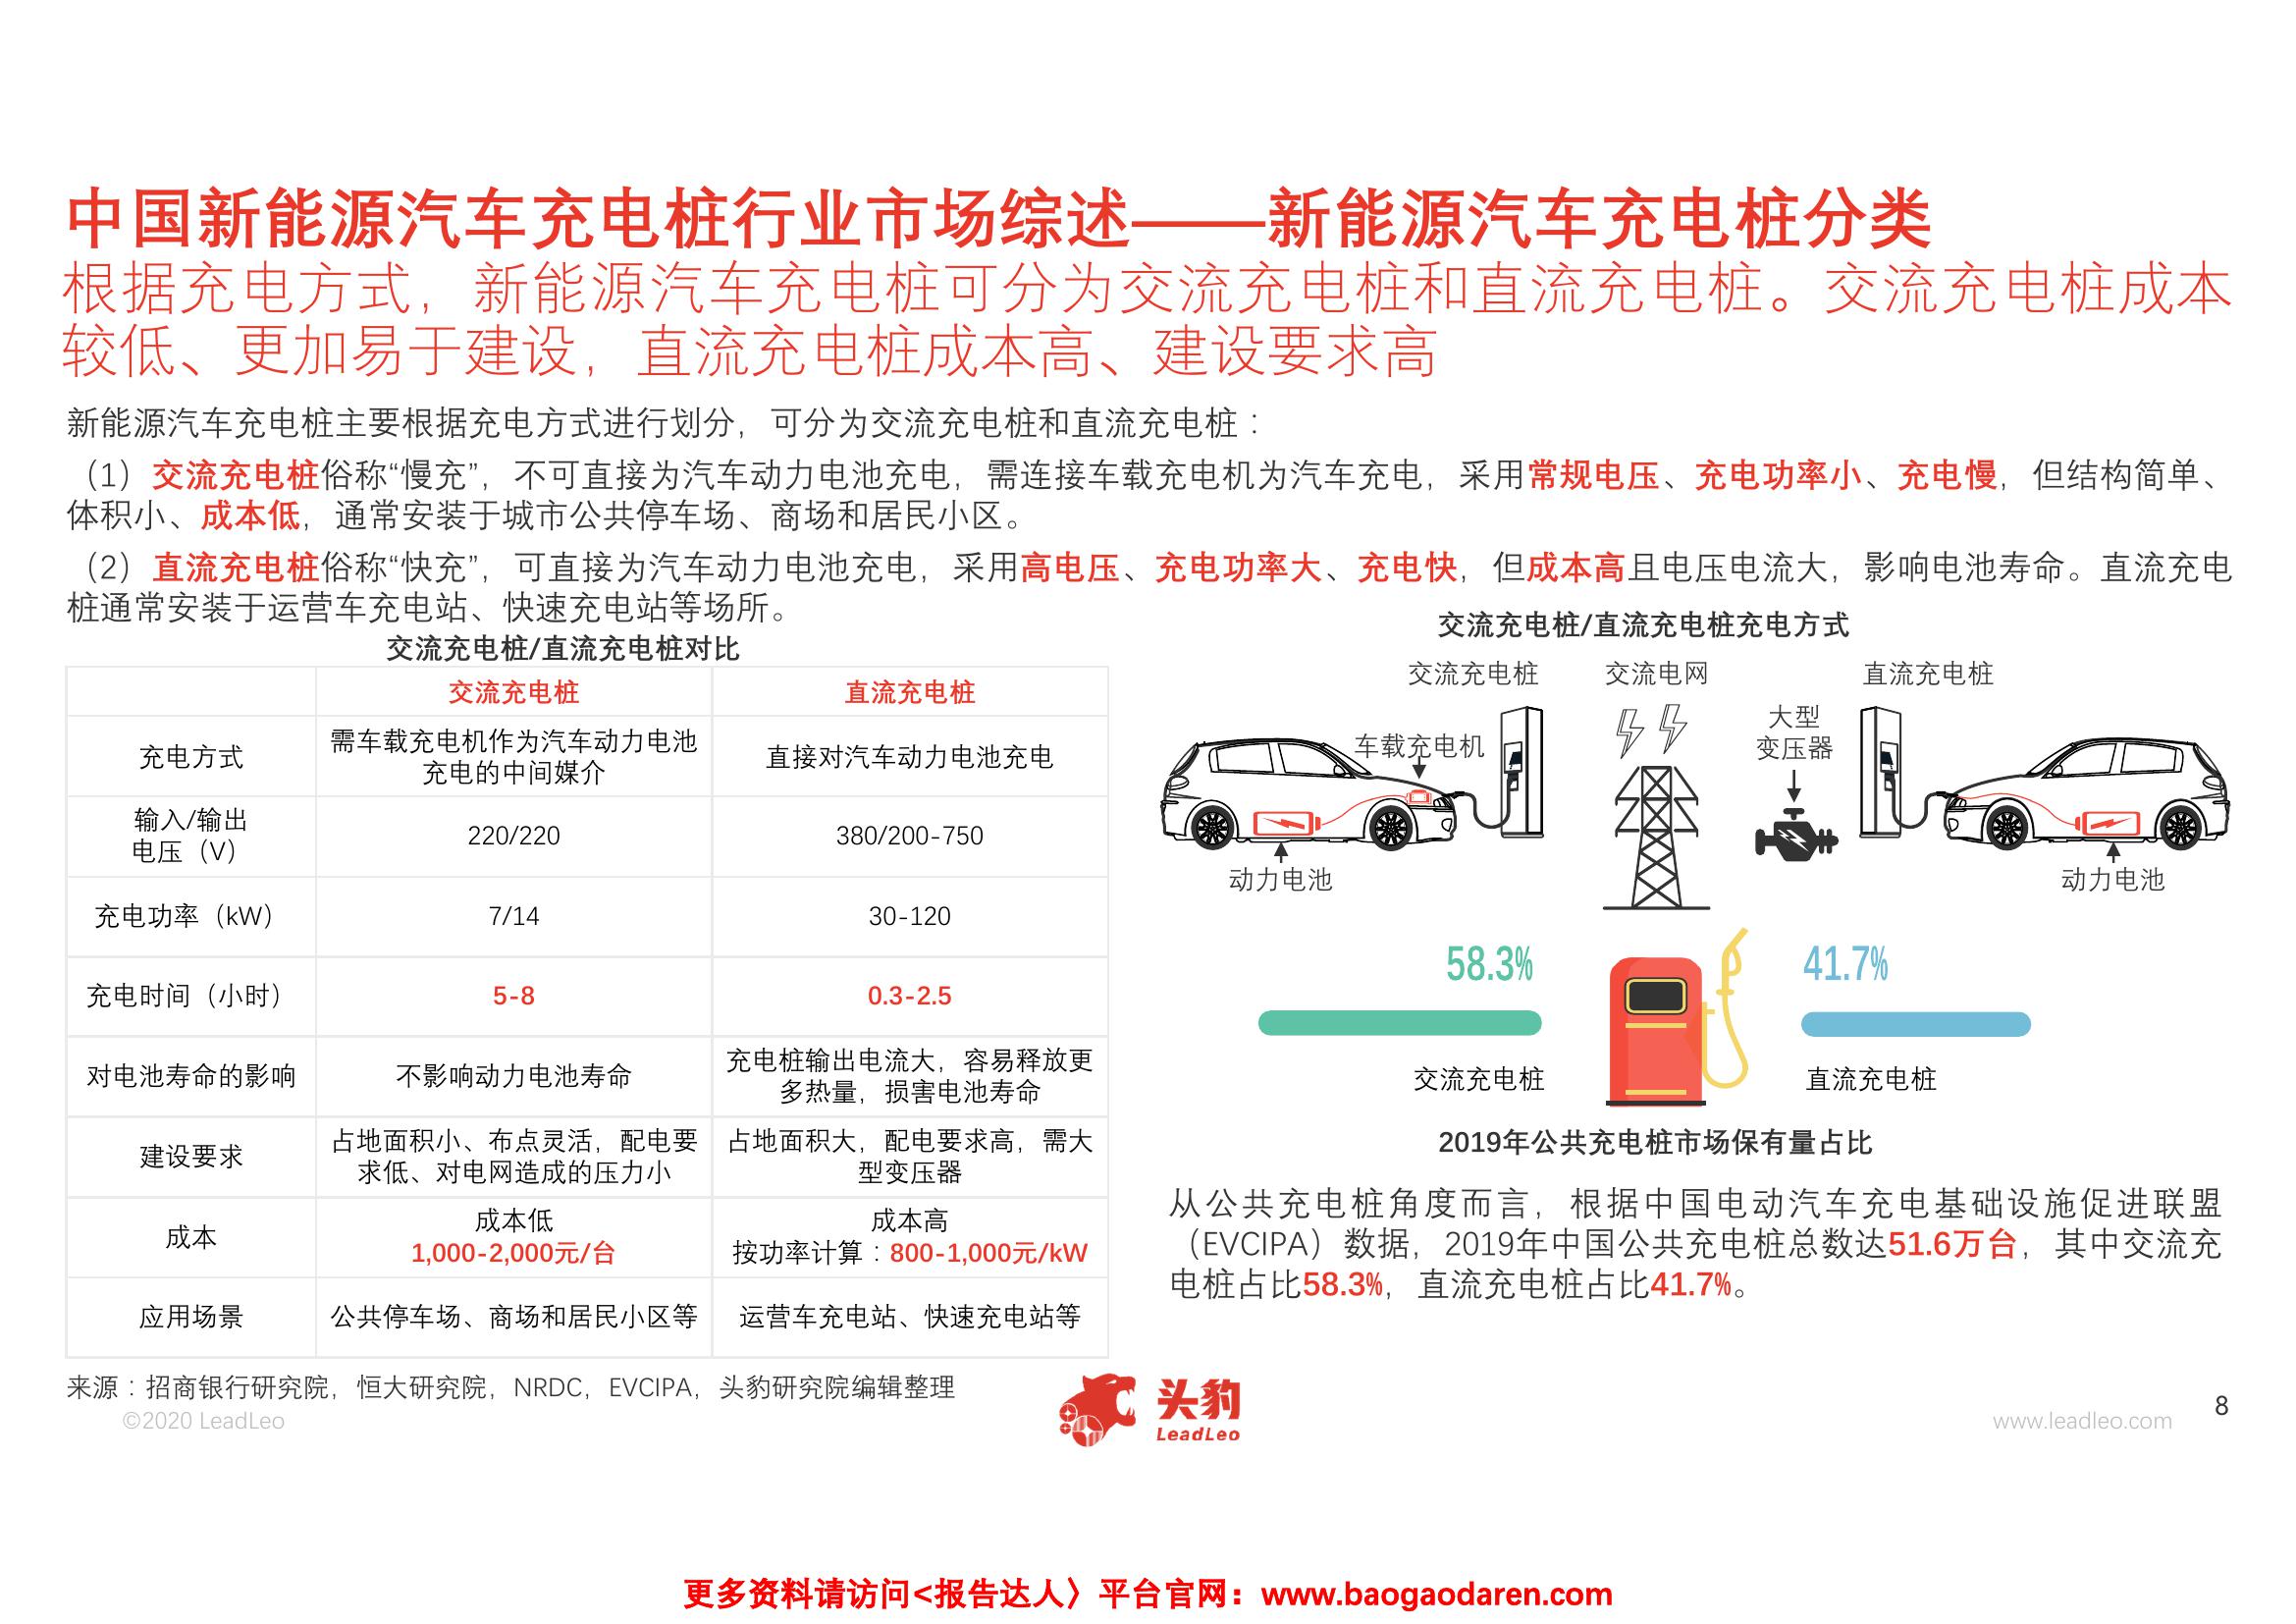 中国新能源汽车充电桩行业市场综述——新能源汽车充电桩分类
根据充电方式，新能源汽车充电桩可分为交流充电桩和直流充电桩。交流充电桩成本
较低、更加易于建设，直流充电桩成本高、建设要求高
新能源汽车充电桩主要根据充电方式进行划分，可分为交流充电桩和直流充电桩：
（1）交流充电桩俗称“慢充”，不可直接为汽车动力电池充电，需连接车载充电机为汽车充电，采用常规电压、充电功率小、充电慢，但结构简单、
体积小、成本低，通常安装于城市公共停车场、商场和居民小区。
（2）直流充电桩俗称“快充”，可直接为汽车动力电池充电，采用高电压、充电功率大、充电快，但成本高且电压电流大，影响电池寿命。直流充电
桩通常安装于运营车充电站、快速充电站等场所。
交流充电桩/直流充电桩对比
交流充电桩 直流充电桩
充电方式
需车载充电机作为汽车动力电池
充电的中间媒介
直接对汽车动力电池充电
输入/输出
电压（V）
220/220
380/200-750
充电功率（kW）
7/14
30-120
充电时间（小时）
5-8
0.3-2.5
对电池寿命的影响
不影响动力电池寿命
充电桩输出电流大，容易释放更
多热量，损害电池寿命
建设要求
占地面积小、布点灵活，配电要
求低、对电网造成的压力小
占地面积大，配电要求高，需大
型变压器
成本
成本低
1,000-2,000元/台
成本高
按功率计算：800-1,000元/kW
应用场景
公共停车场、商场和居民小区等
运营车充电站、快速充电站等
交流充电桩/直流充电桩充电方式
交流充电桩
交流电网
直流充电桩
车载充电机
大型
变压器
动力电池
动力电池
58.3%
41.7%
交流充电桩
直流充电桩
2019年公共充电桩市场保有量占比
从公共充电桩角度而言，根据中国电动汽车充电基础设施促进联盟
（EVCIPA）数据，2019年中国公共充电桩总数达51.6万台，其中交流充
电桩占比58.3%，直流充电桩占比41.7%。
来源：招商银行研究院，恒大研究院，NRDC，EVCIPA，头豹研究院编辑整理
©2020 LeadLeo
头豹
LeadLeo
www.leadleo.com
8
更多资料请访问<报告达人〉平台官网：www.baogaodaren.com